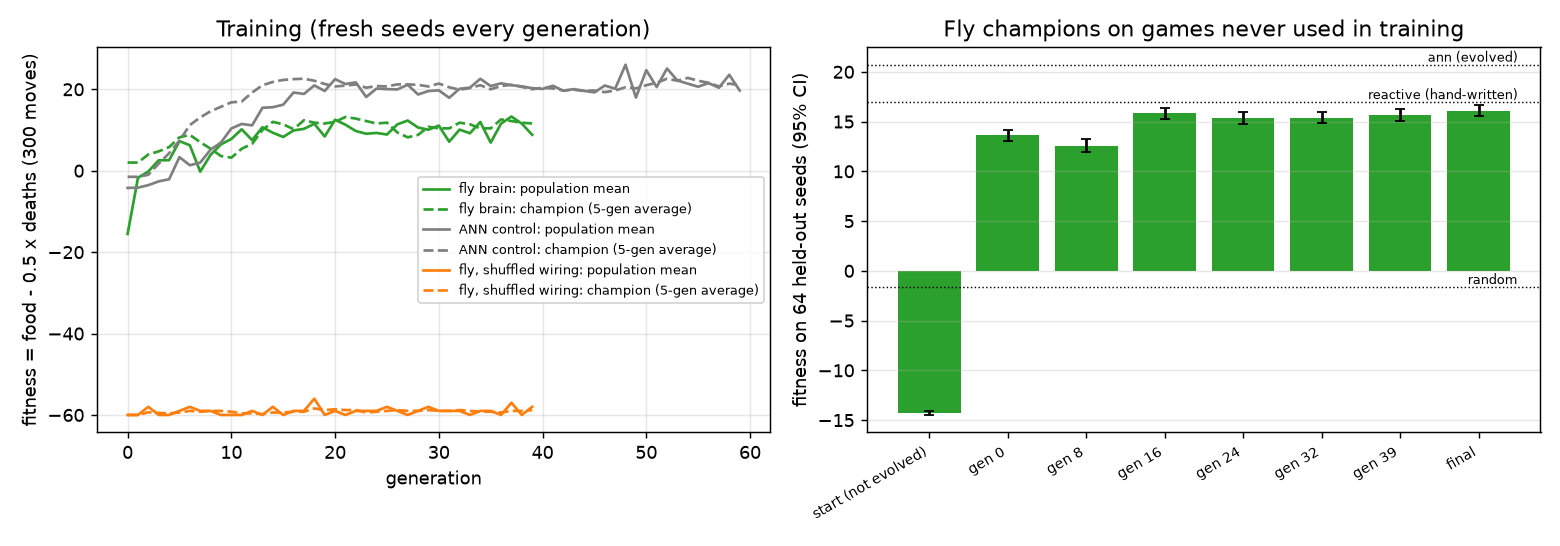 Training (fresh seeds every generation)
fitness = food - 0.5 x deaths (300 moves)
20
0
−20
−40
−60
fly brain: population mean
fly brain: champion (5-gen average)
ANN control: population mean
ANN control: champion (5-gen average)
fly, shuffled wiring: population mean
fly, shuffled wiring: champion (5-gen average)
0
10
20
30
40
50
60
generation
Fly champions on games never used in training
fitness on 64 held-out seeds (95% CI)
20
15
10
5
0
−5
−10
−15
ann (evolved)
reactive (hand-written)
random
start (not evolved)
gen 0
gen 8
gen 16
gen 24
gen 32
gen 39
final